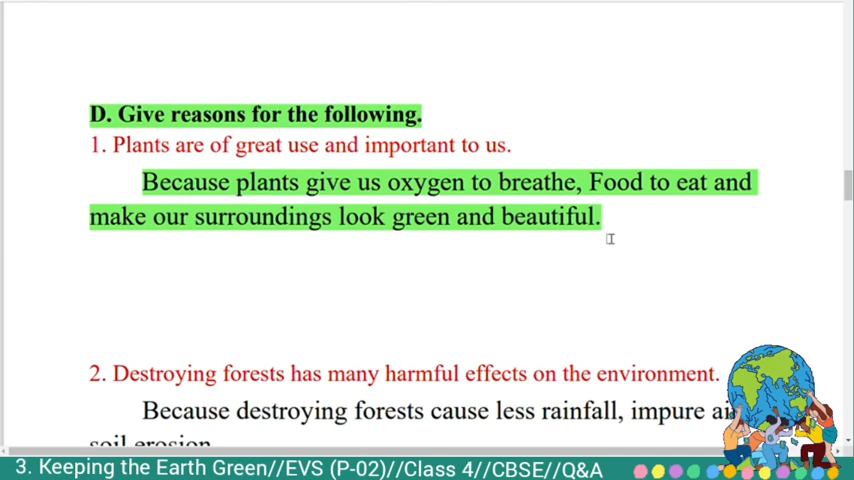 D. Give reasons for the following.
1. Plants are of great use and important to us.
Because plants give us oxygen to breathe, Food to eat and
make our surroundings look green and beautiful.
2. Destroying forests has many harmful effects on the environment.
Because destroying forests cause less rainfall, impure
soil erosion
3. Keeping the Earth Green//EVS (P-02)//Class 4//CBSE//Q&A